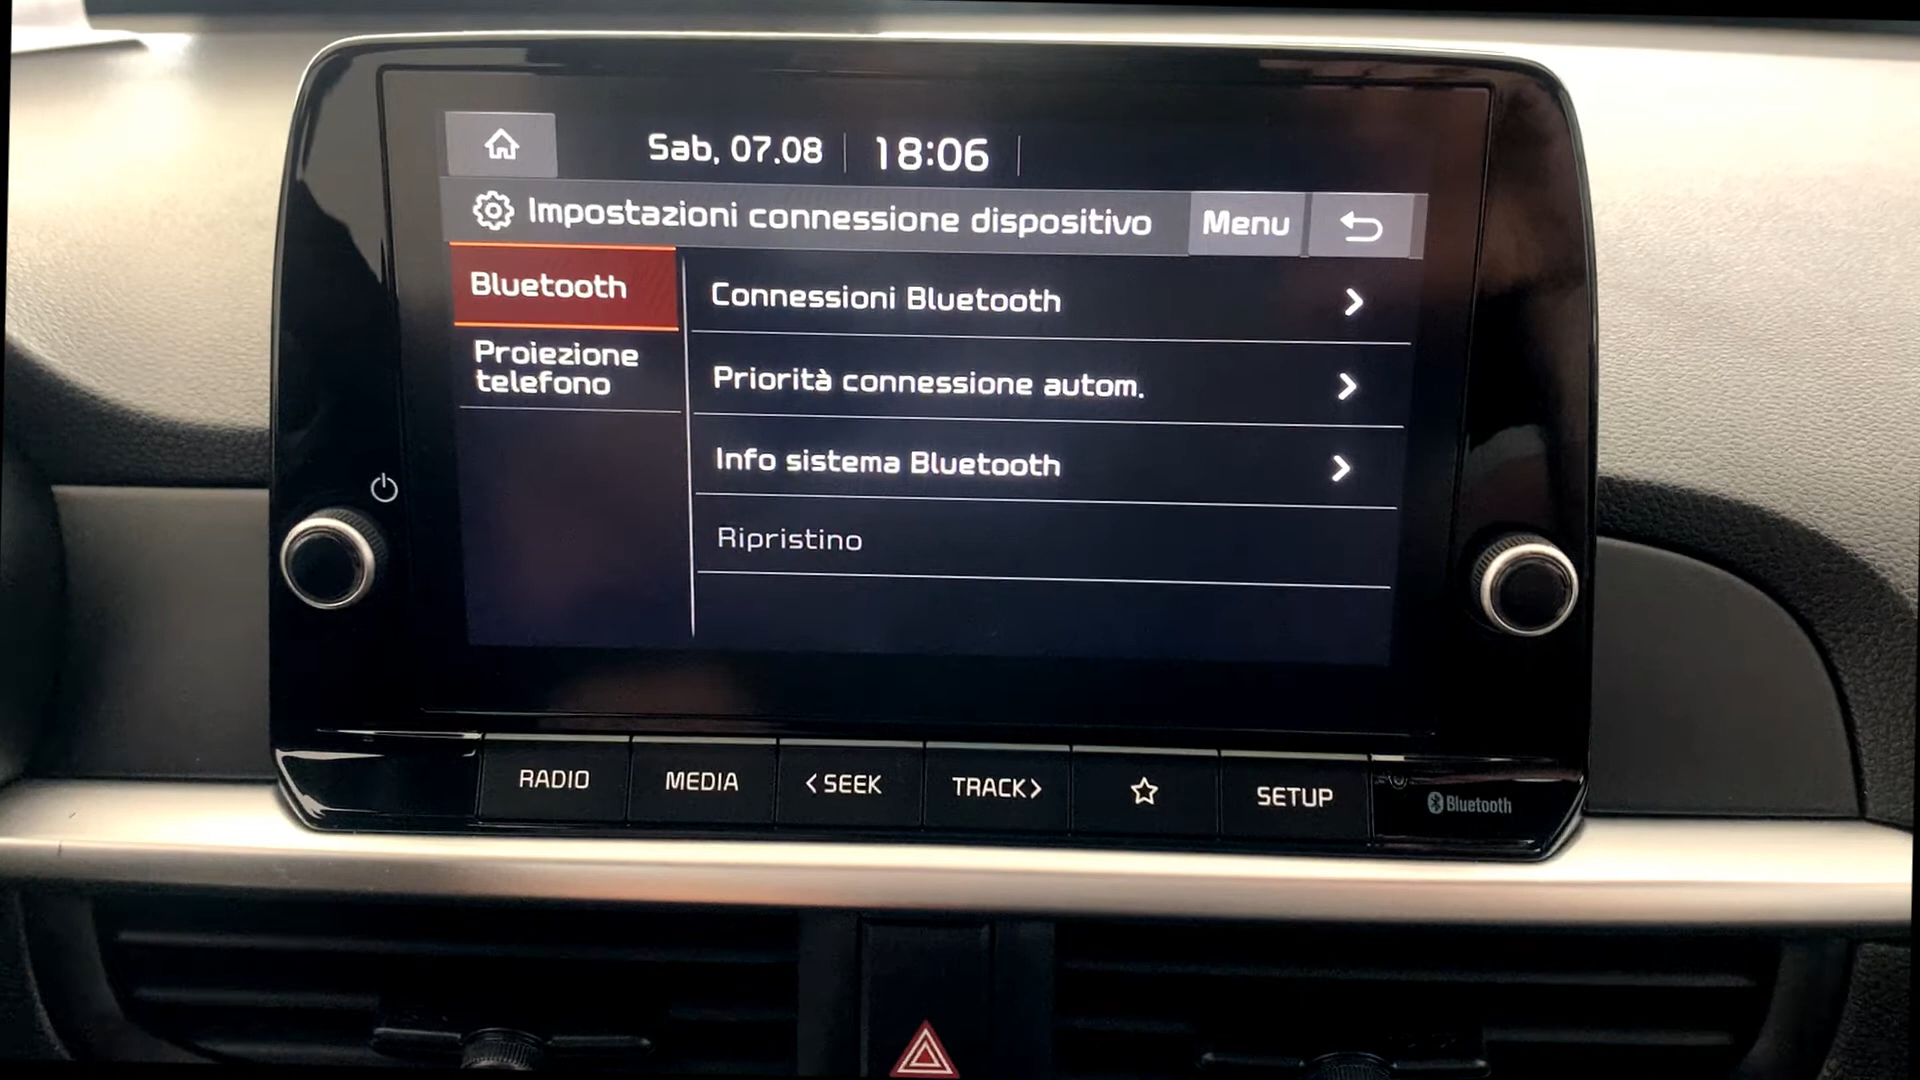 Sab, 07.08 18:06
Impostazioni connessione dispositivo Menu
Bluetooth
Proiezione
telefono
Connessioni Bluetooth
Priorità connessione autom.
Info sistema Bluetooth
Ripristino
RADIO MEDIA <SEEK TRACK> SETUP Bluetooth